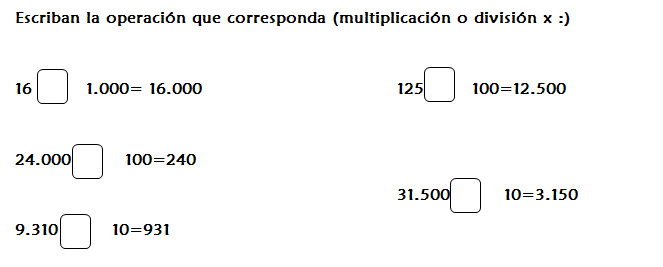 Escriban la operación que corresponda (multiplicación o división x :)
16 1.000= 16.000
125 100=12.500
24.000 100=240
31.500 10=3.150
9.310 10=931